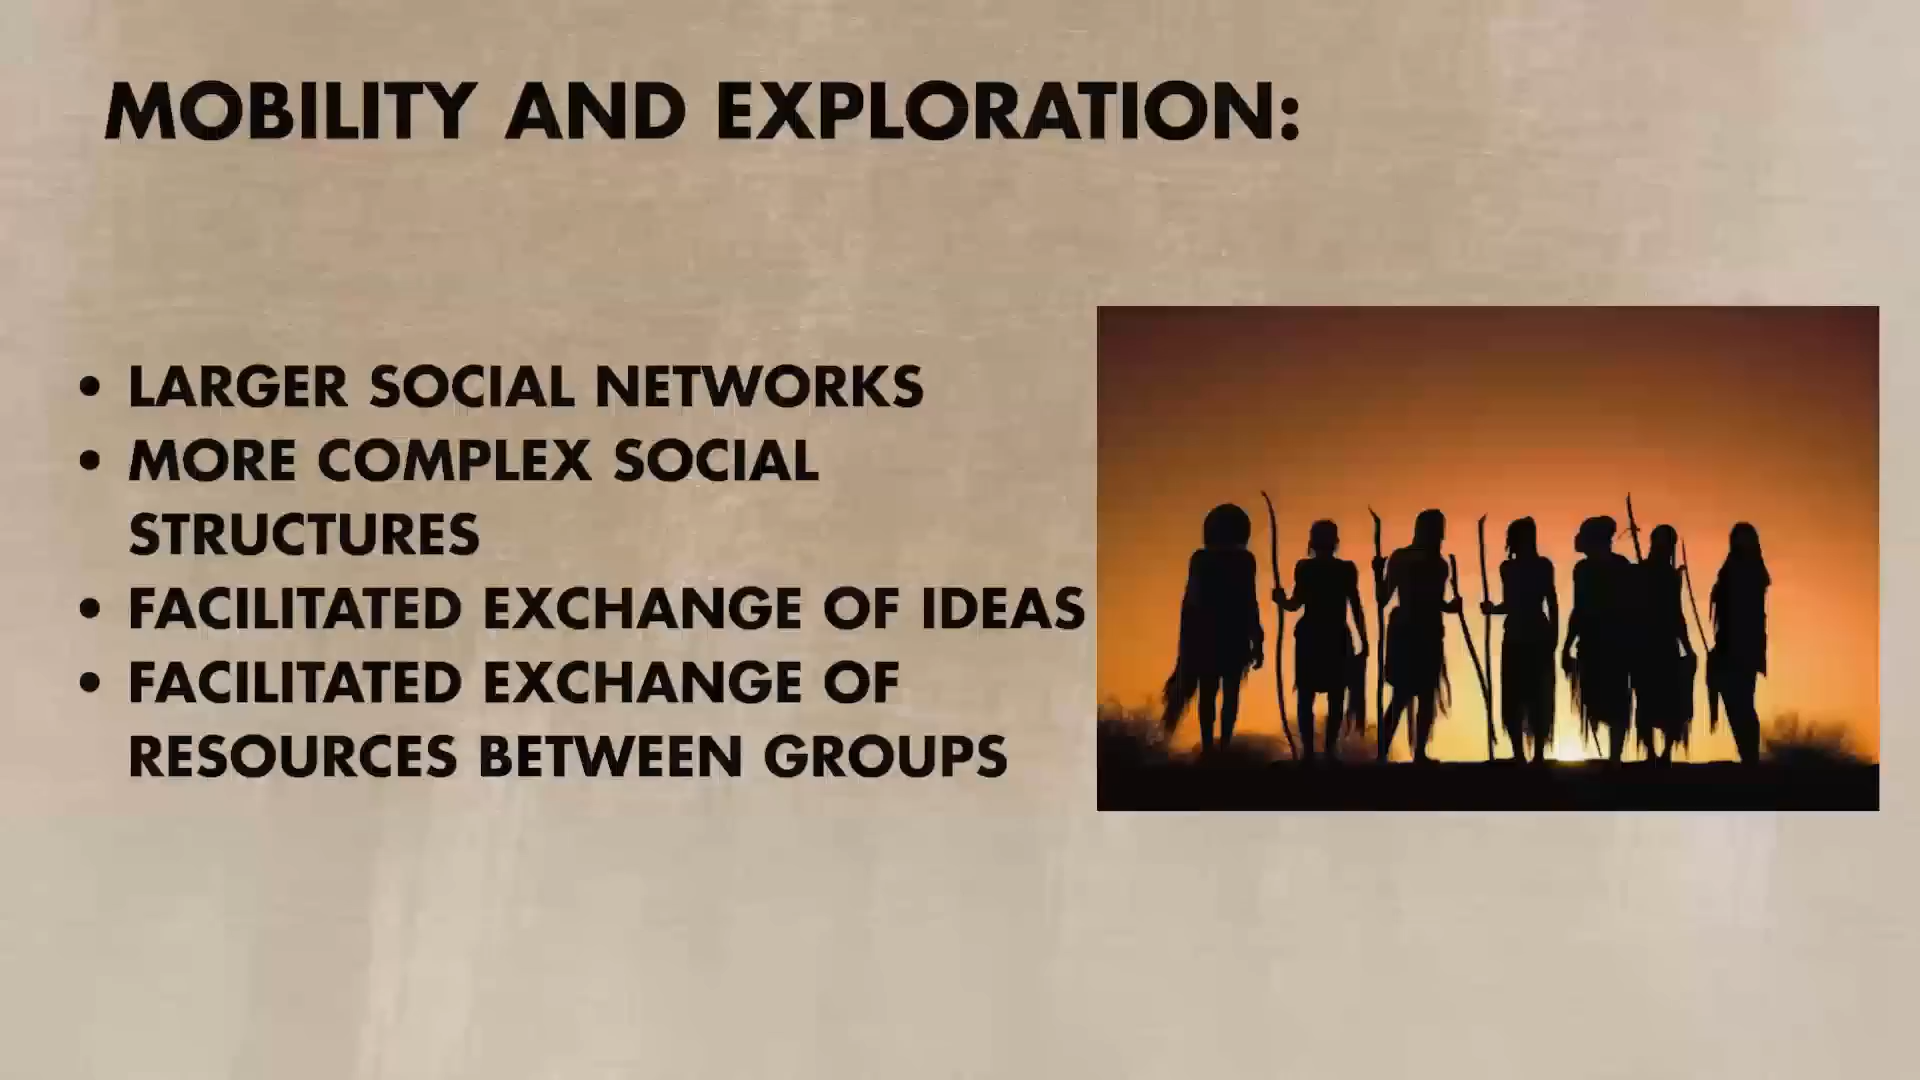 MOBILITY AND EXPLORATION:
• LARGER SOCIAL NETWORKS
• MORE COMPLEX SOCIAL
STRUCTURES
• FACILITATED EXCHANGE OF IDEAS
• FACILITATED EXCHANGE OF
RESOURCES BETWEEN GROUPS